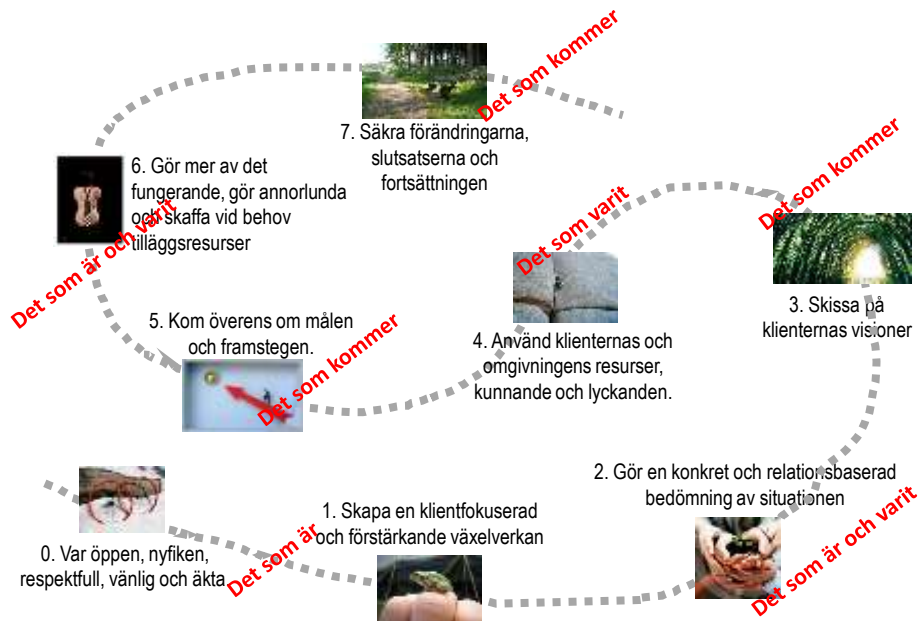 Det som kommer
7. Säkra förändringarna,
slutsatserna och
fortsättningen
6. Gör mer av det
fungerande, gör annorlunda
och skaffa vid behov
tilläggsresurser
Det som är och varit
Det som varit
Det som kommer
3. Skissa på
klienternas visioner
5. Kom överens om målen
och framstegen.
Det som kommer
4. Använd klienternas och
omgivningens resurser,
kunnande och lyckanden.
2. Gör en konkret och relationsbaserad
bedömning av situationen
Det som är och varit
1. Skapa en klientfokuserad
och förstärkande växelverkan
0. Var öppen, nyfiken,
respektfull, vänlig och äkta
Det som är